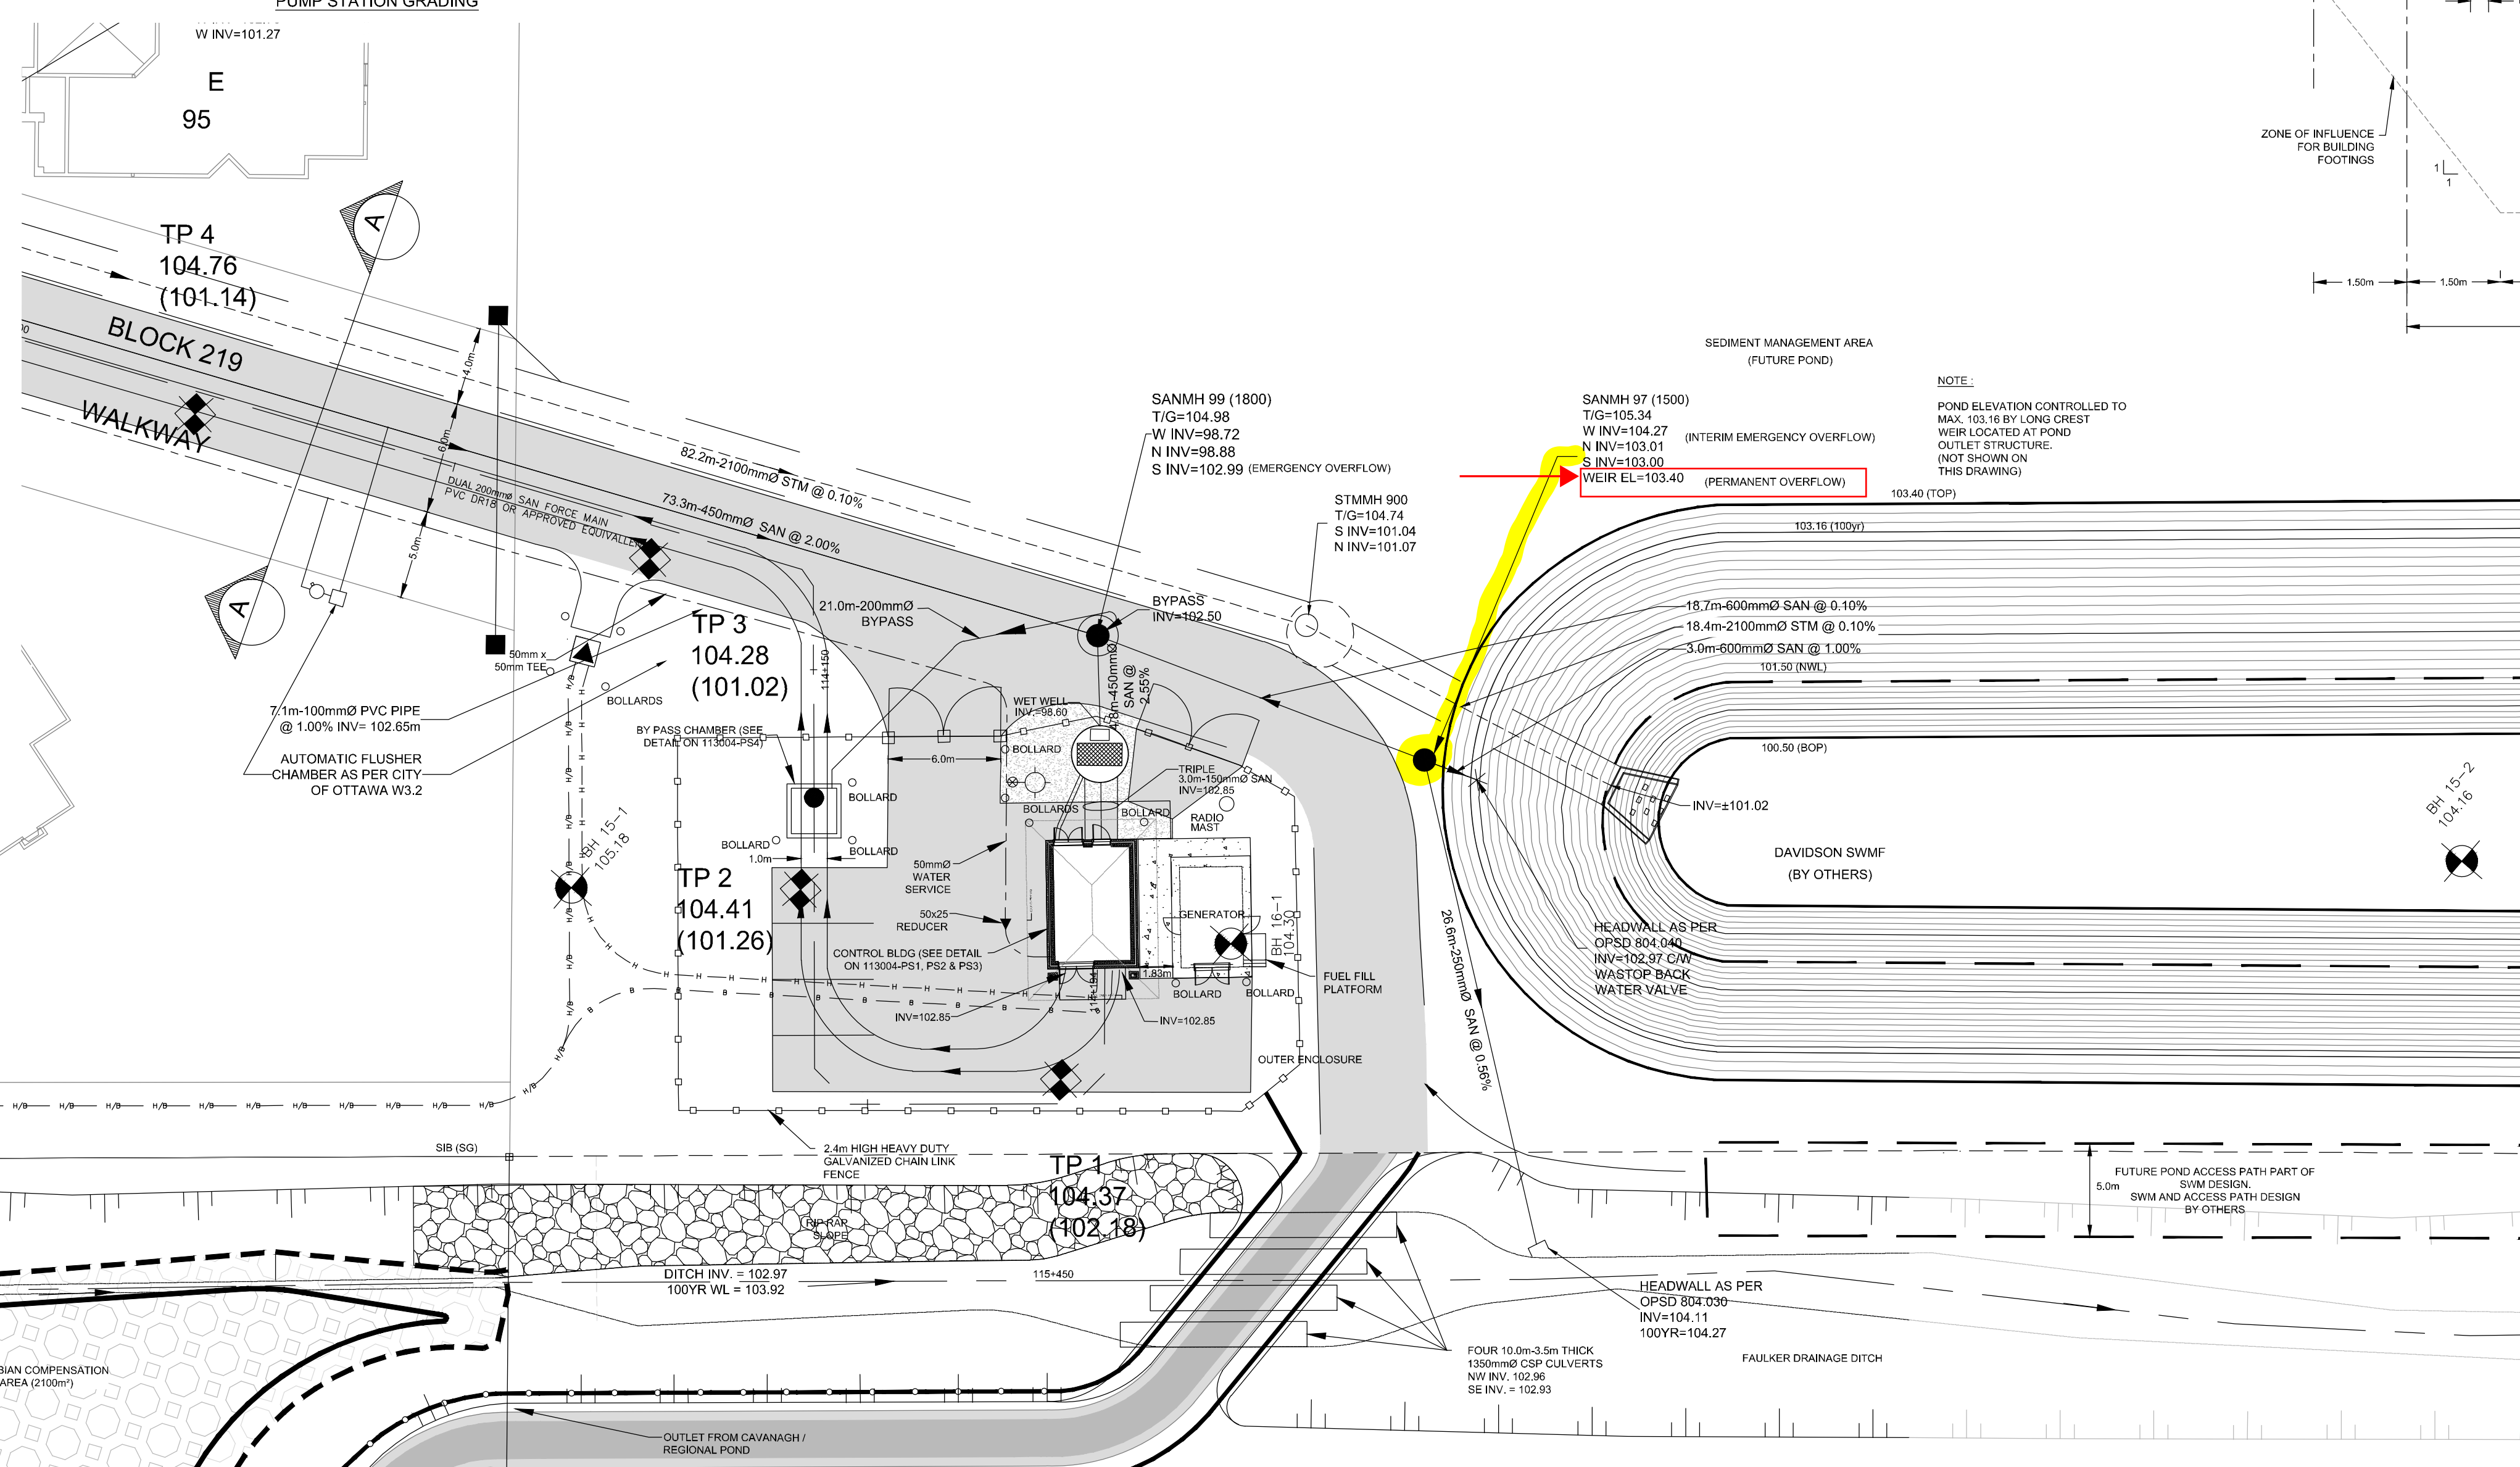 PUMP STATION GRADING
W INV=101.27
E
95
ZONE OF INFLUENCE
FOR BUILDING
FOOTINGS
1
1
1.50m
1.50m
A
TP 4
104.76
(101.14)
BLOCK 219
WALKWAY
4.0m
6.0m
5.0m
A
DUAL 200mmø SAN FORCE MAIN
PVC DR18 OR APPROVED EQUIVALLENT
82.2m-2100mmØ STM @ 0.10%
73.3m-450mmØ SAN @ 2.00%
SANMH 99 (1800)
T/G=104.98
W INV=98.72
N INV=98.88
S INV=102.99 (EMERGENCY OVERFLOW)
STMMH 900
T/G=104.74
S INV=101.04
N INV=101.07
SANMH 97 (1500)
T/G=105.34
W INV=104.27
(INTERIM EMERGENCY OVERFLOW)
N INV=103.01
S INV=103.00
WEIR EL=103.40 (PERMANENT OVERFLOW)
SEDIMENT MANAGEMENT AREA
(FUTURE POND)
NOTE :
POND ELEVATION CONTROLLED TO
MAX. 103.16 BY LONG CREST
WEIR LOCATED AT POND
OUTLET STRUCTURE.
(NOT SHOWN ON
THIS DRAWING)
103.40 (TOP)
103.16 (100yr)
18.7m-600mmØ SAN @ 0.10%
18.4m-2100mmØ STM @ 0.10%
3.0m-600mmØ SAN @ 1.00%
101.50 (NWL)
100.50 (BOP)
INV=±101.02
DAVIDSON SWMF
(BY OTHERS)
BH 15-2
104.16
BYPASS
INV=102.50
21.0m-200mmØ
BYPASS
TP 3
104.28
(101.02)
114+150
50mm x
50mm TEE
BOLLARDS
7.1m-100mmØ PVC PIPE
@ 1.00% INV= 102.65m
AUTOMATIC FLUSHER
CHAMBER AS PER CITY
OF OTTAWA W3.2
BY PASS CHAMBER (SEE
DETAIL ON 113004-PS4)
WET WELL
INV.=98.60
4.8m-450mmØ
SAN @
2.55%
BOLLARD
6.0m
TRIPLE
3.0m-150mmØ SAN
INV=102.85
BOLLARD
BOLLARDS
BOLLARD
RADIO
MAST
BOLLARD
BOLLARD
1.0m
BH 15-1
105.18
TP 2
104.41
(101.26)
50mmØ
WATER
SERVICE
50x25
REDUCER
CONTROL BLDG (SEE DETAIL
ON 113004-PS1, PS2 & PS3)
GENERATOR
BH 16-1
104.30
1.83m
FUEL FILL
PLATFORM
BOLLARD
BOLLARD
INV=102.85
INV=102.85
OUTER ENCLOSURE
26.6m-250mmØ SAN @ 0.56%
HEADWALL AS PER
OPSD 804.040
INV=102.97 C/W
WASTOP BACK
WATER VALVE
H/B H/B H/B H/B H/B H/B H/B H/B H/B H/B H/B
SIB (SG)
2.4m HIGH HEAVY DUTY
GALVANIZED CHAIN LINK
FENCE
TP 1
104.37
(102.18)
RIP RAP
SLOPE
DITCH INV. = 102.97
100YR WL = 103.92
115+450
5.0m
FUTURE POND ACCESS PATH PART OF
SWM DESIGN.
SWM AND ACCESS PATH DESIGN
BY OTHERS
HEADWALL AS PER
OPSD 804.030
INV=104.11
100YR=104.27
FOUR 10.0m-3.5m THICK
1350mmØ CSP CULVERTS
NW INV. 102.96
SE INV. = 102.93
FAULKER DRAINAGE DITCH
BIAN COMPENSATION
AREA (2100m²)
OUTLET FROM CAVANAGH /
REGIONAL POND